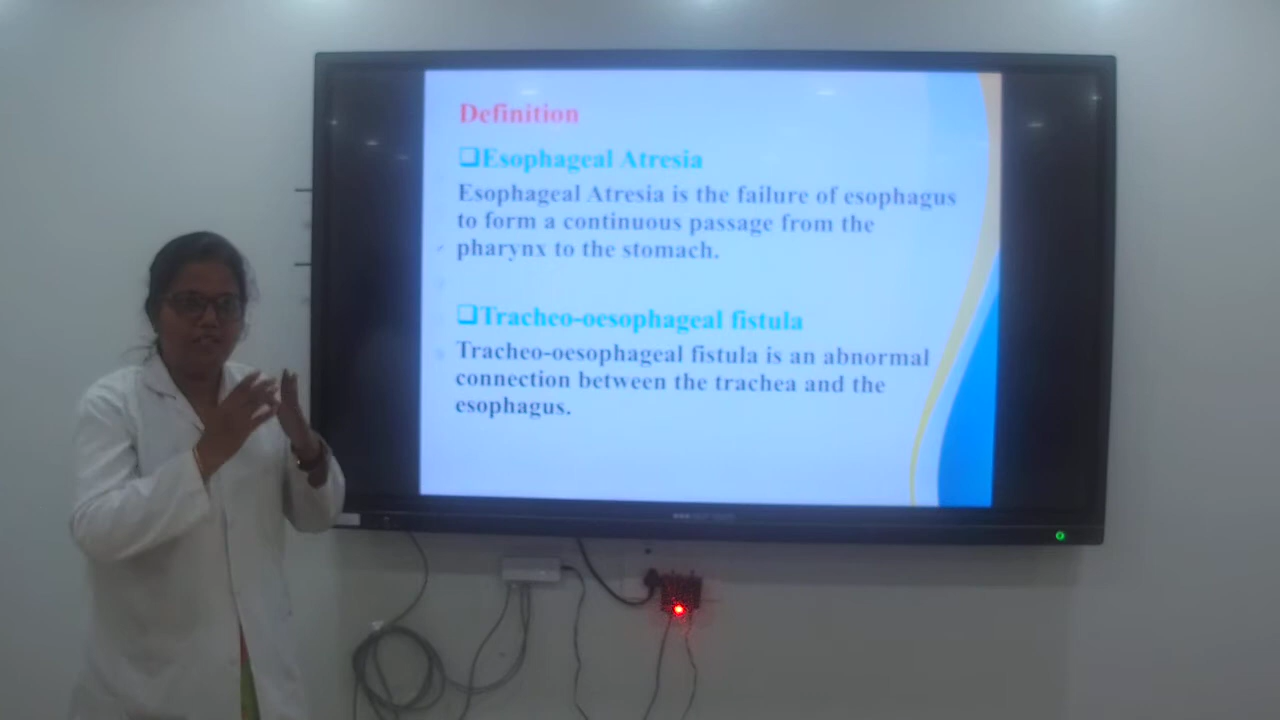 Definition
❑Esophageal Atresia
Esophageal Atresia is the failure of esophagus
to form a continuous passage from the
pharynx to the stomach.
❑Tracheo-oesophageal fistula
Tracheo-oesophageal fistula is an abnormal
connection between the trachea and the
esophagus.